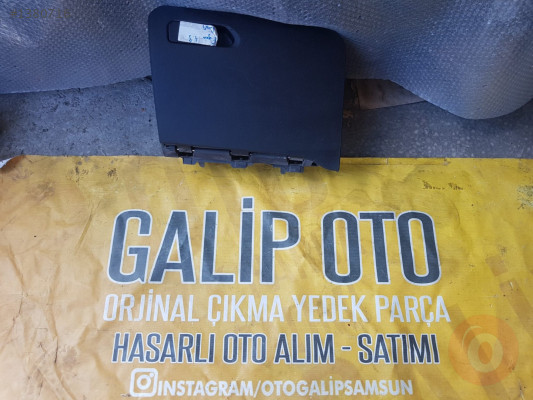 GALİP OTO
ORJİNAL ÇIKMA YEDEK PARÇA
HASARLI OTO ALIM - SATIMI
INSTAGRAM/OTOGALIPSAMSUN